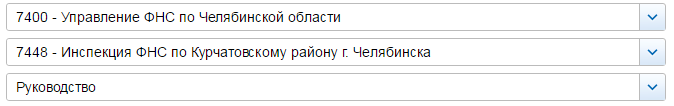 7400 - Управление ФНС по Челябинской области
7448 - Инспекция ФНС по Курчатовскому району г. Челябинска
Руководство